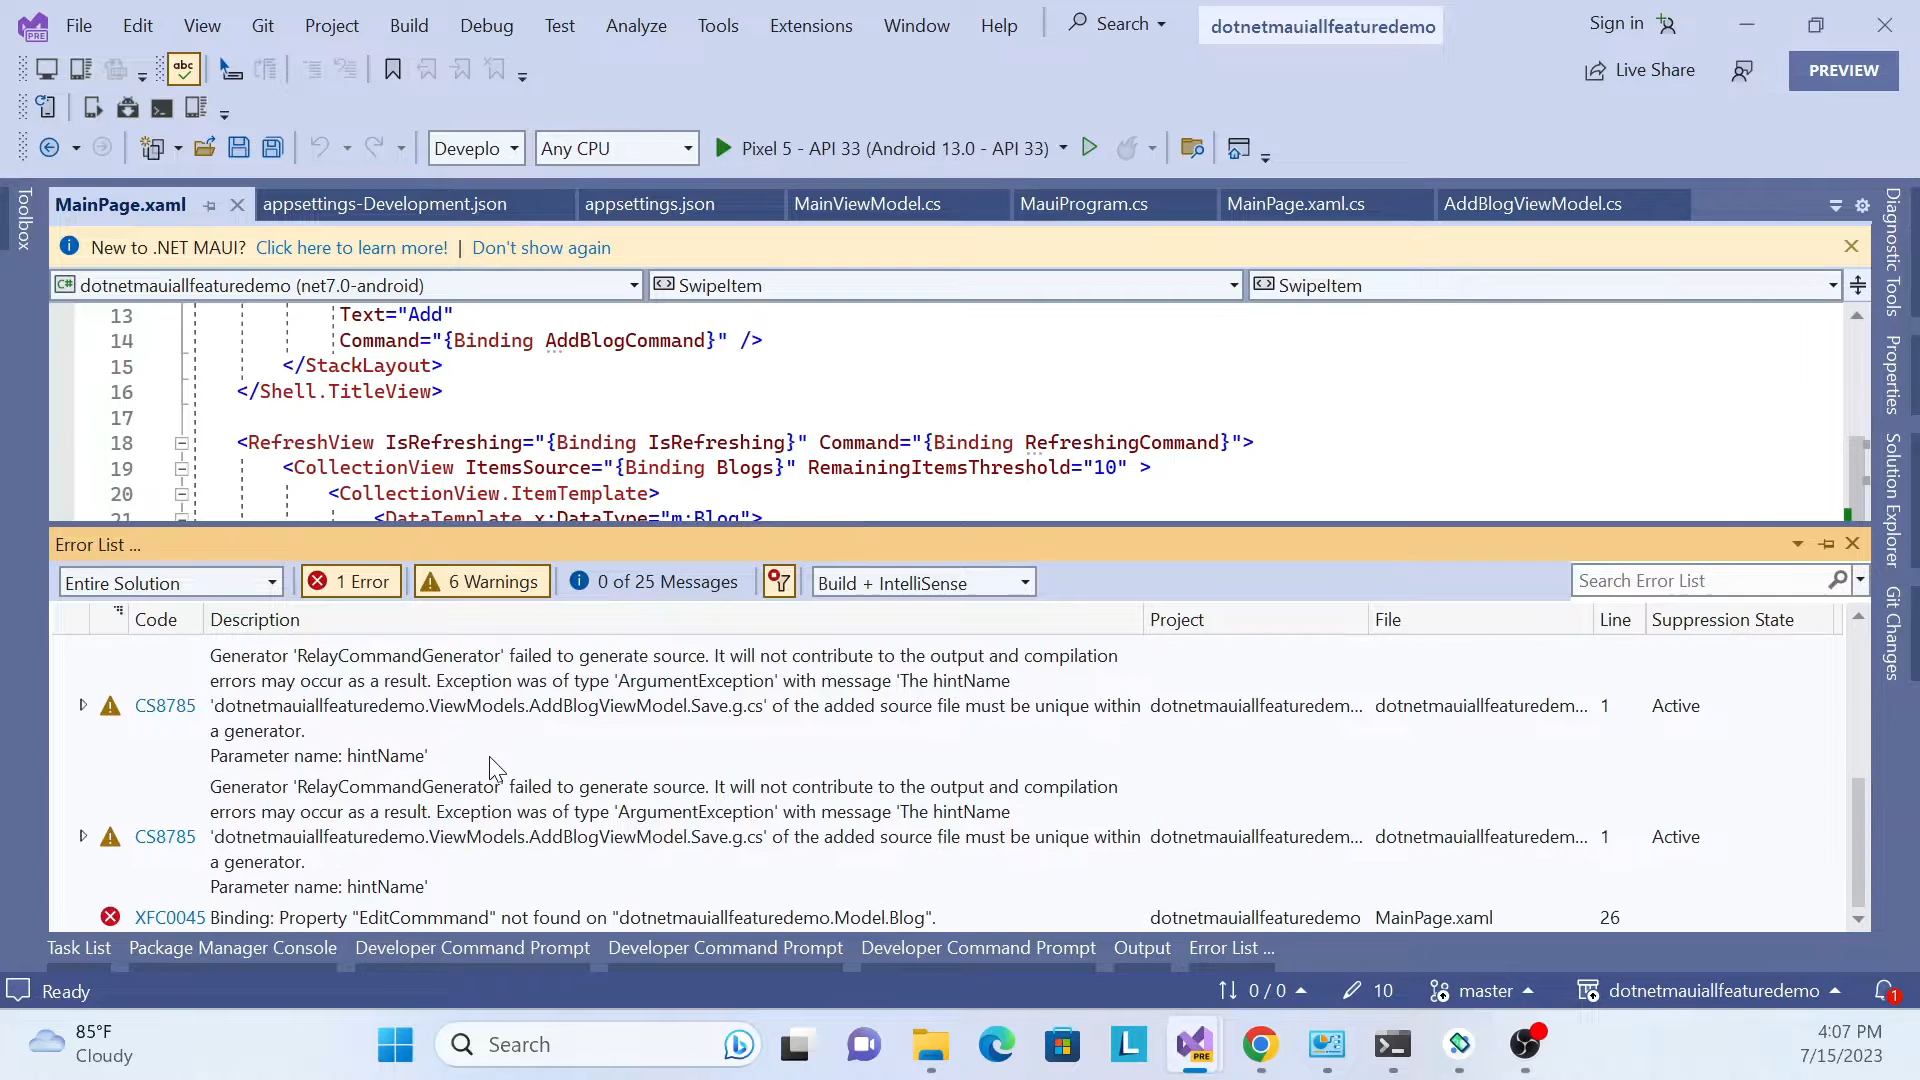 File Edit View Git Project Build Debug Test Analyze Tools Extensions Window Help Search dotnetmauiallfeaturedemo Sign in
PRE
abc
Live Share PREVIEW
Develo Any CPU Pixel 5 - API 33 (Android 13.0 - API 33)
MainPage.xaml appsettings-Development.json appsettings.json MainViewModel.cs MauiProgram.cs MainPage.xaml.cs AddBlogViewModel.cs
Toolbox
New to .NET MAUI? Click here to learn more! | Don't show again
dotnetmauiallfeaturedemo (net7.0-android) SwipeItem SwipeItem
13 Text="Add"
14 Command="{Binding AddBlogCommand}" />
15 </StackLayout>
16 </Shell.TitleView>
17
18 <RefreshView IsRefreshing="{Binding IsRefreshing}" Command="{Binding RefreshingCommand}">
19 <CollectionView ItemsSource="{Binding Blogs}" RemainingItemsThreshold="10" >
20 <CollectionView.ItemTemplate>
21 <DataTemplate x:DataType="m:Blog">
Diagnostic Tools
Properties
Solution Explorer
Git Changes
Error List ...
Entire Solution 1 Error 6 Warnings 0 of 25 Messages Build + IntelliSense Search Error List
Code Description Project File Line Suppression State
Generator 'RelayCommandGenerator' failed to generate source. It will not contribute to the output and compilation
errors may occur as a result. Exception was of type 'ArgumentException' with message 'The hintName
CS8785 'dotnetmauiallfeaturedemo.ViewModels.AddBlogViewModel.Save.g.cs' of the added source file must be unique within dotnetmauiallfeaturedem... dotnetmauiallfeaturedem... 1 Active
a generator.
Parameter name: hintName'
Generator 'RelayCommandGenerator' failed to generate source. It will not contribute to the output and compilation
errors may occur as a result. Exception was of type 'ArgumentException' with message 'The hintName
CS8785 'dotnetmauiallfeaturedemo.ViewModels.AddBlogViewModel.Save.g.cs' of the added source file must be unique within dotnetmauiallfeaturedem... dotnetmauiallfeaturedem... 1 Active
a generator.
Parameter name: hintName'
XFC0045 Binding: Property "EditCommmand" not found on "dotnetmauiallfeaturedemo.Model.Blog". dotnetmauiallfeaturedemo MainPage.xaml 26
Task List Package Manager Console Developer Command Prompt Developer Command Prompt Developer Command Prompt Output Error List ...
Ready 0 / 0 10 master dotnetmauiallfeaturedemo 1
85°F
Cloudy
Search
L
PRE
4:07 PM
7/15/2023